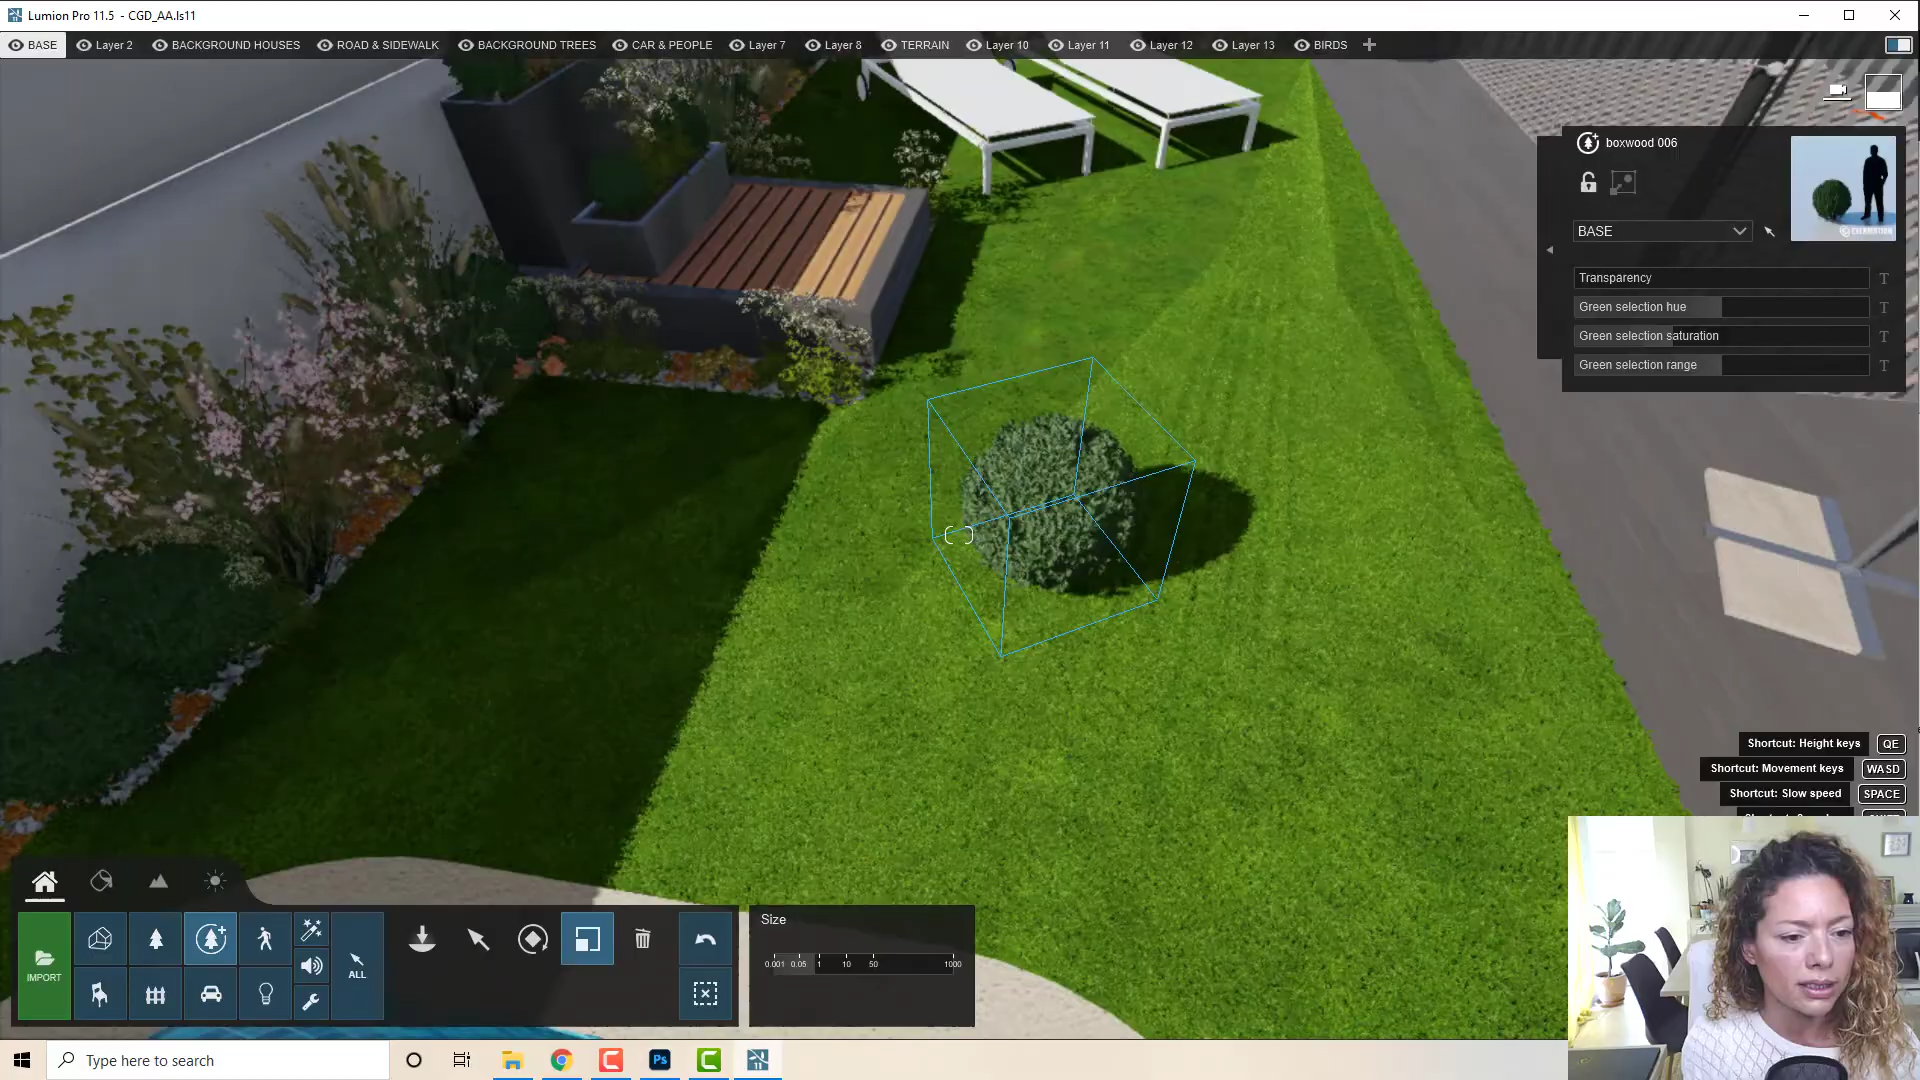 Lumion Pro 11.5 - CGD_AA.ls11
BASE
Layer 2
BACKGROUND HOUSES
ROAD & SIDEWALK
BACKGROUND TREES
CAR & PEOPLE
Layer 7
Layer 8
TERRAIN
Layer 10
Layer 11
Layer 12
Layer 13
BIRDS
boxwood 006
BASE
EVERMOTION
Transparency T
Green selection hue T
Green selection saturation T
Green selection range T
Shortcut: Height keys QE
Shortcut: Movement keys WASD
Shortcut: Slow speed SPACE
IMPORT
ALL
Size
0.001 0.05 1 10 50 1000
Type here to search
Ps
11